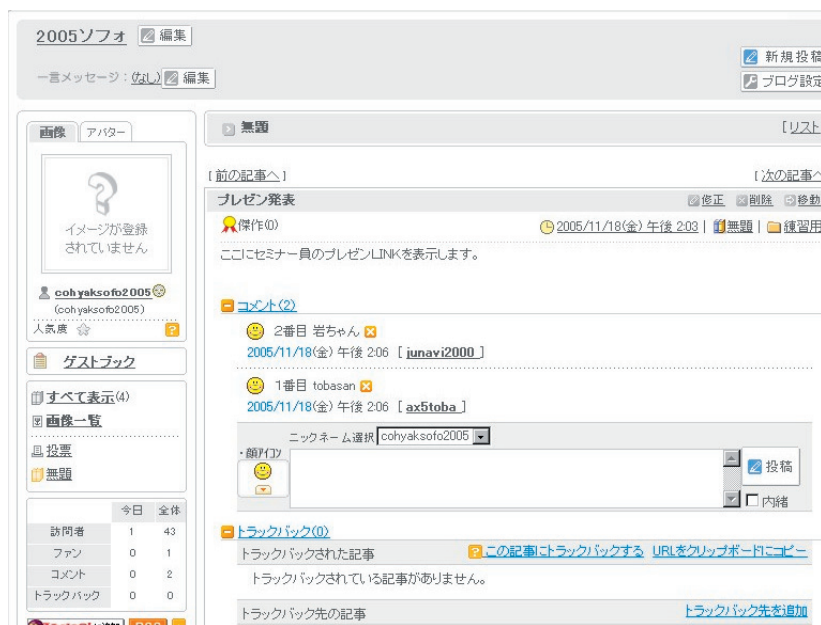 2005ソフォ 編集
一言メッセージ：(なし) 編集
新規投稿
ブログ設定
画像 アバター
イメージが登録
されていません
cohyaksofo2005
(cohyaksofo2005)
人気度
ゲストブック
すべて表示(4)
画像一覧
投票
無題
今日 全体
訪問者 1 43
ファン 0 1
コメント 0 2
トラックバック 0 0
無題 [リスト
[前の記事へ] [次の記事へ
プレゼン発表 修正 削除 移動
傑作(0) 2005/11/18(金) 午後 2:03 | 無題 | 練習用
ここにセミナー員のプレゼンLINKを表示します。
コメント(2)
2番目 岩ちゃん
2005/11/18(金) 午後 2:06 [ junavi2000 ]
1番目 tobasan
2005/11/18(金) 午後 2:06 [ ax5toba ]
ニックネーム選択 cohyaksofo2005
・顔アイコン
投稿
内緒
トラックバック(0)
トラックバックされた記事 この記事にトラックバックする URLをクリップボードにコピー
トラックバックされている記事がありません。
トラックバック先の記事 トラックバック先を追加